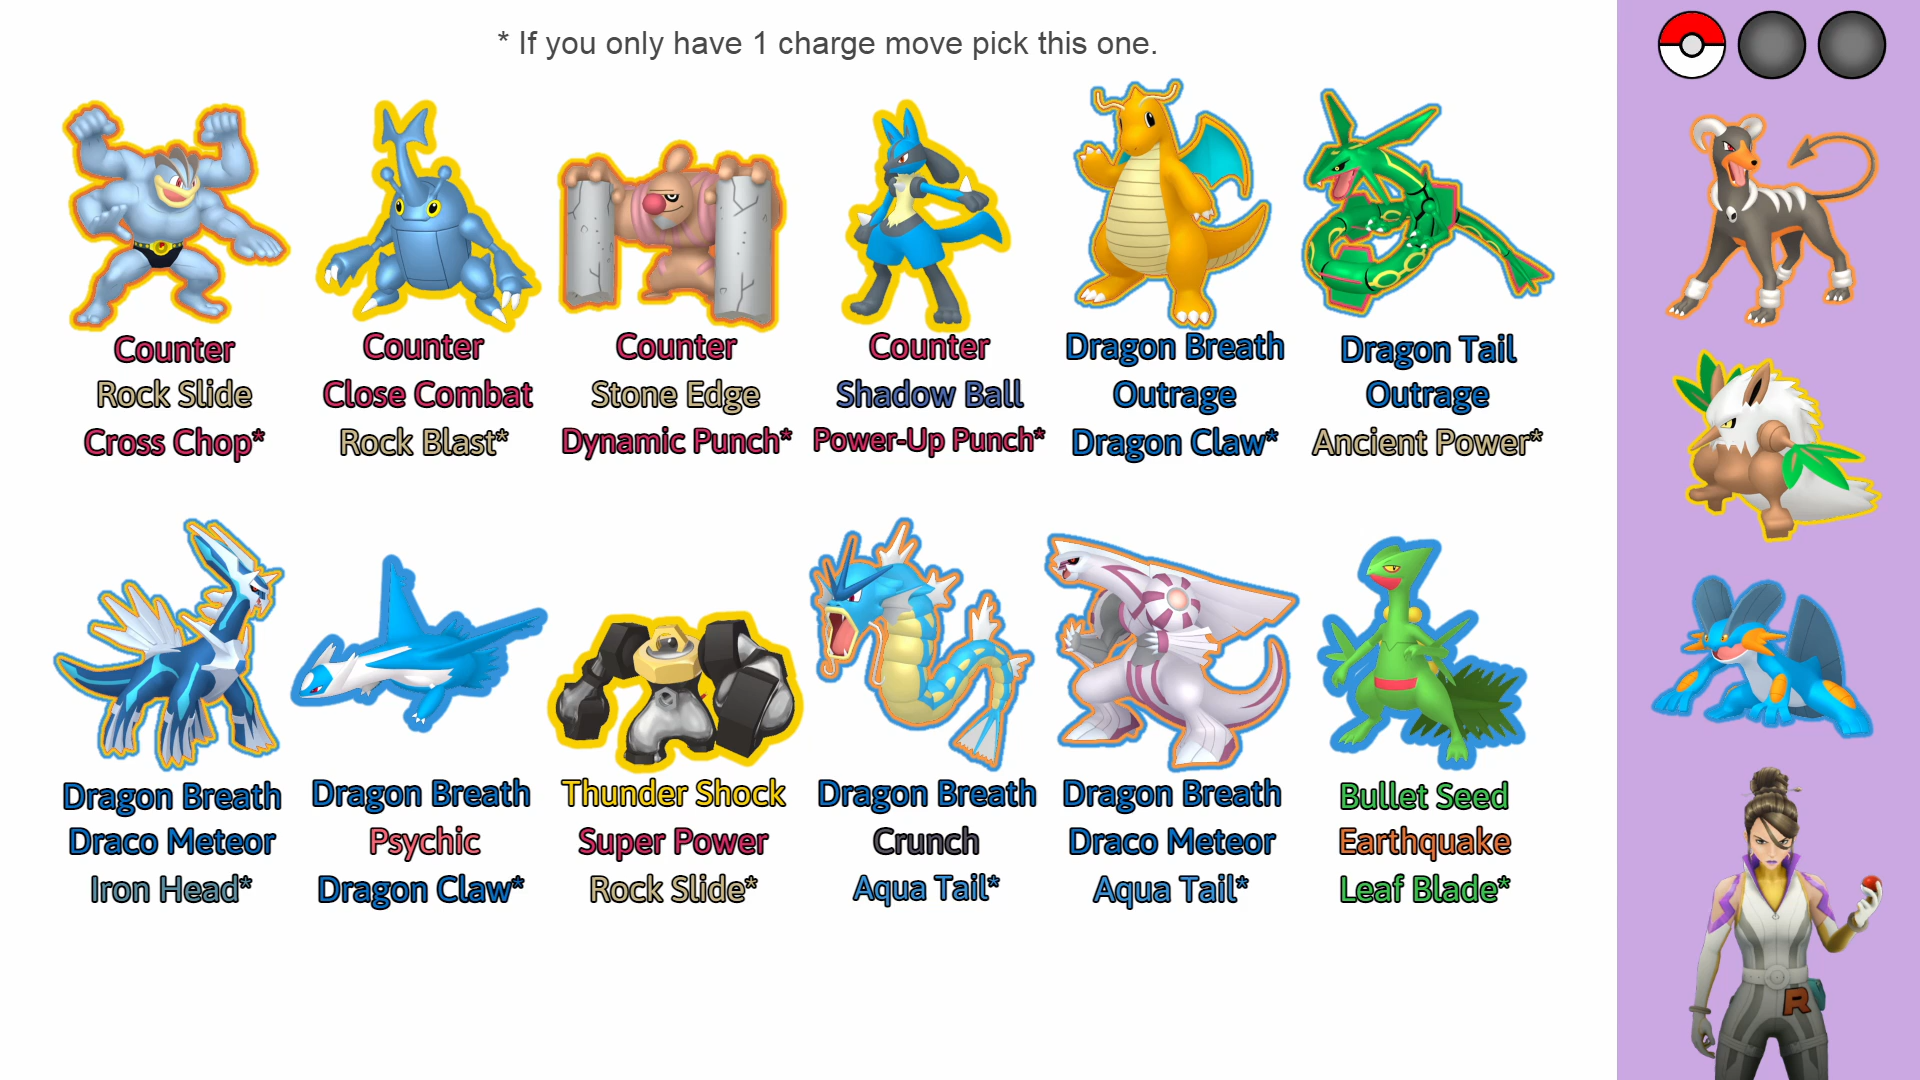 * If you only have 1 charge move pick this one.
Counter
Rock Slide
Cross Chop*
Counter
Close Combat
Rock Blast*
Counter
Stone Edge
Dynamic Punch*
Counter
Shadow Ball
Power-Up Punch*
Dragon Breath
Outrage
Dragon Claw*
Dragon Tail
Outrage
Ancient Power*
Dragon Breath
Draco Meteor
Iron Head*
Dragon Breath
Psychic
Dragon Claw*
Thunder Shock
Super Power
Rock Slide*
Dragon Breath
Crunch
Aqua Tail*
Dragon Breath
Draco Meteor
Aqua Tail*
Bullet Seed
Earthquake
Leaf Blade*
R